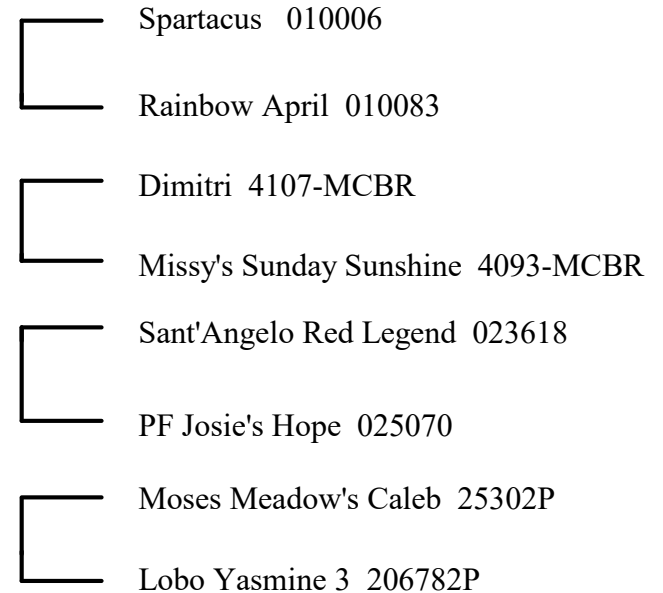 Spartacus 010006
Rainbow April 010083
Dimitri 4107-MCBR
Missy's Sunday Sunshine 4093-MCBR
Sant'Angelo Red Legend 023618
PF Josie's Hope 025070
Moses Meadow's Caleb 25302P
Lobo Yasmine 3 206782P